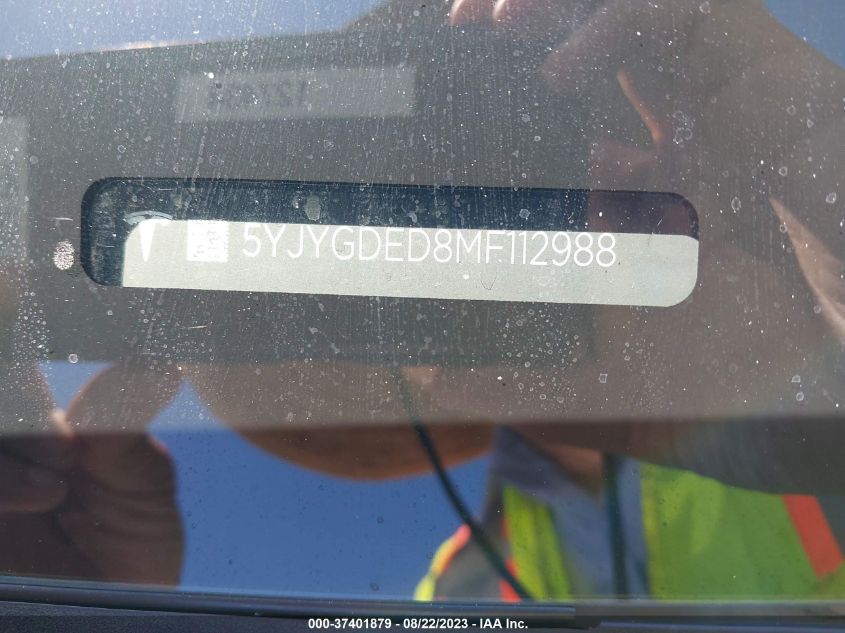 5YJYGDED8MF112988
000-37401879 - 08/22/2023 - IAA Inc.